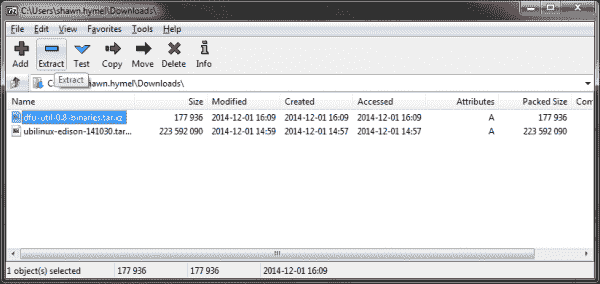 C:\Users\shawn.hymel\Downloads\
File Edit View Favorites Tools Help
Add Extract Test Copy Move Delete Info
Extract
shawn.hymel\Downloads\
Name Size Modified Created Accessed Attributes Packed Size Com
dfu-util-0.8-binaries.tar.xz 177 936 2014-12-01 16:09 2014-12-01 16:09 2014-12-01 16:09 A 177 936
ubilinux-edison-141030.tar... 223 592 090 2014-12-01 14:59 2014-12-01 14:57 2014-12-01 14:57 A 223 592 090
1 object(s) selected 177 936 177 936 2014-12-01 16:09